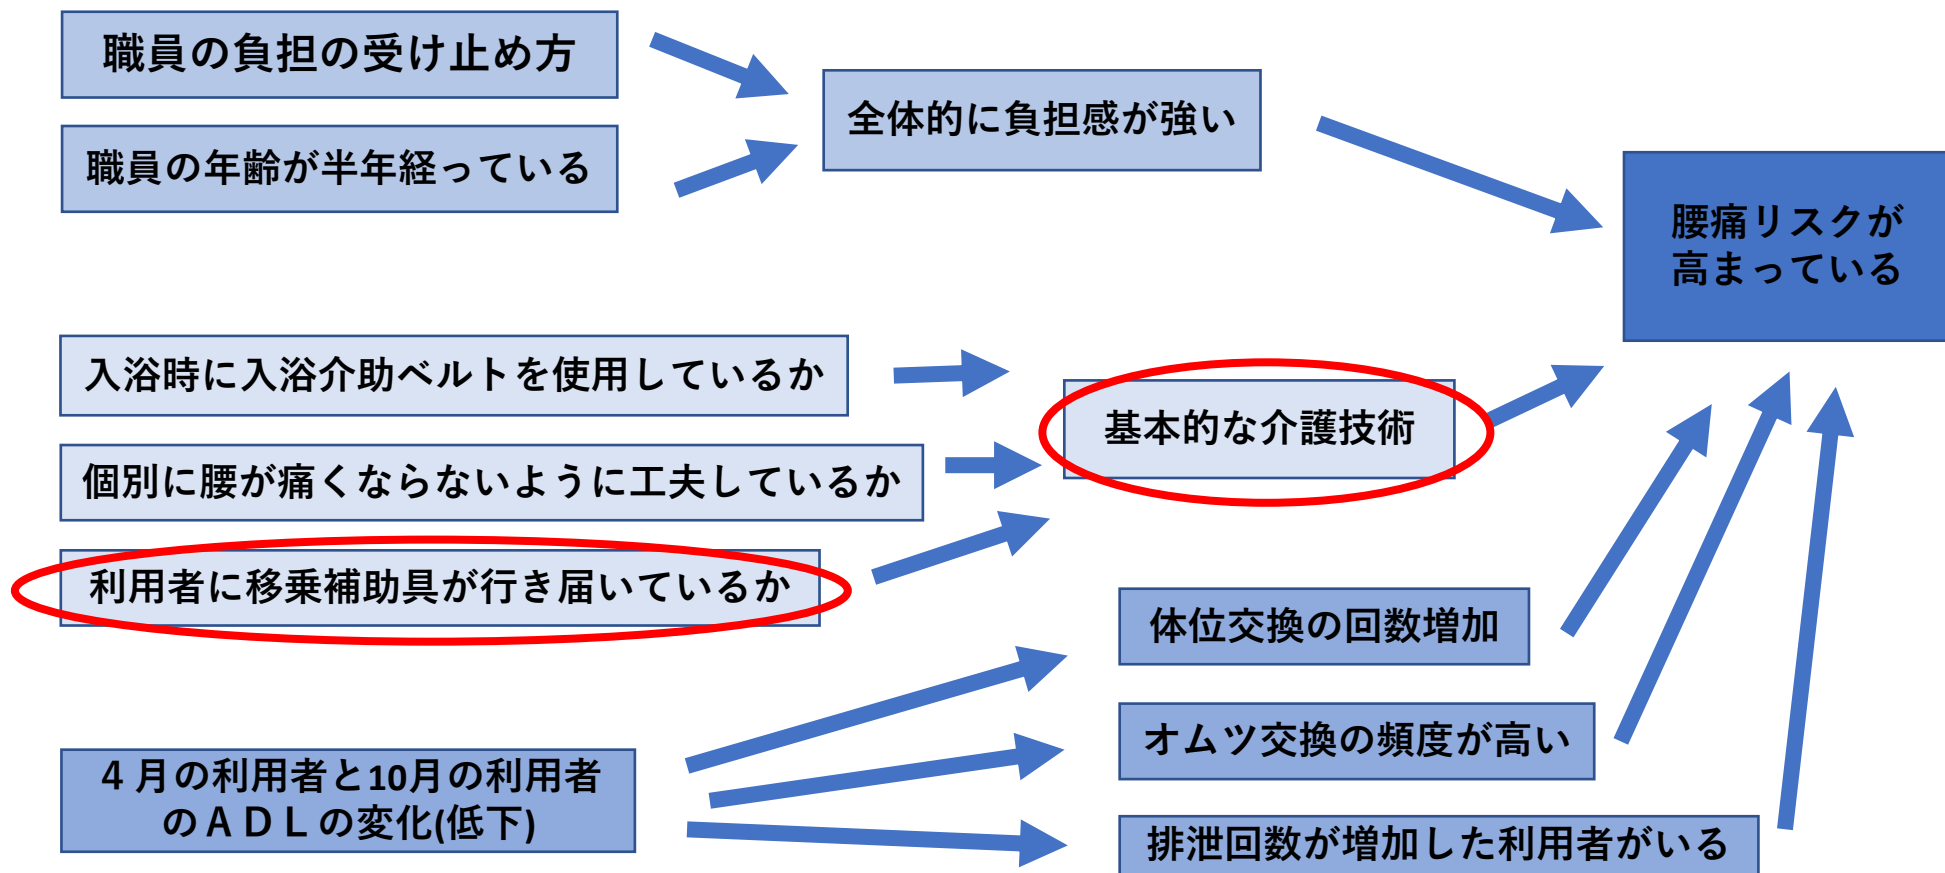 職員の負担の受け止め方
職員の年齢が半年経っている
全体的に負担感が強い
腰痛リスクが
高まっている
入浴時に入浴介助ベルトを使用しているか
個別に腰が痛くならないように工夫しているか
利用者に移乗補助具が行き届いているか
基本的な介護技術
４月の利用者と10月の利用者
のＡＤＬの変化(低下)
体位交換の回数増加
オムツ交換の頻度が高い
排泄回数が増加した利用者がいる